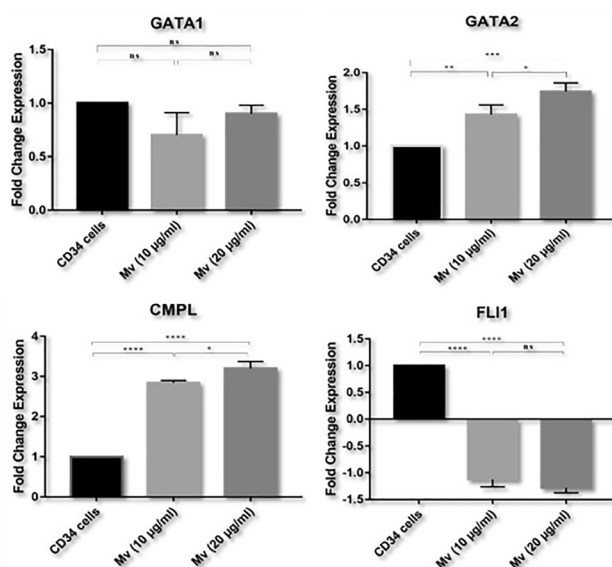 GATA1
ns
ns
ns
Fold Change Expression
1.5
1.0
0.5
0.0
CD34 cells
Mv (10 µg/ml)
Mv (20 µg/ml)
GATA2
***
**
*
Fold Change Expression
2.0
1.5
1.0
0.5
0.0
CD34 cells
Mv (10 µg/ml)
Mv (20 µg/ml)
CMPL
****
****
*
Fold Change Expression
4
3
2
1
0
CD34 cells
Mv (10 µg/ml)
Mv (20 µg/ml)
FLI1
****
****
ns
Fold Change Expression
1.5
1.0
0.5
0.0
-0.5
-1.0
-1.5
CD34 cells
Mv (10 µg/ml)
Mv (20 µg/ml)